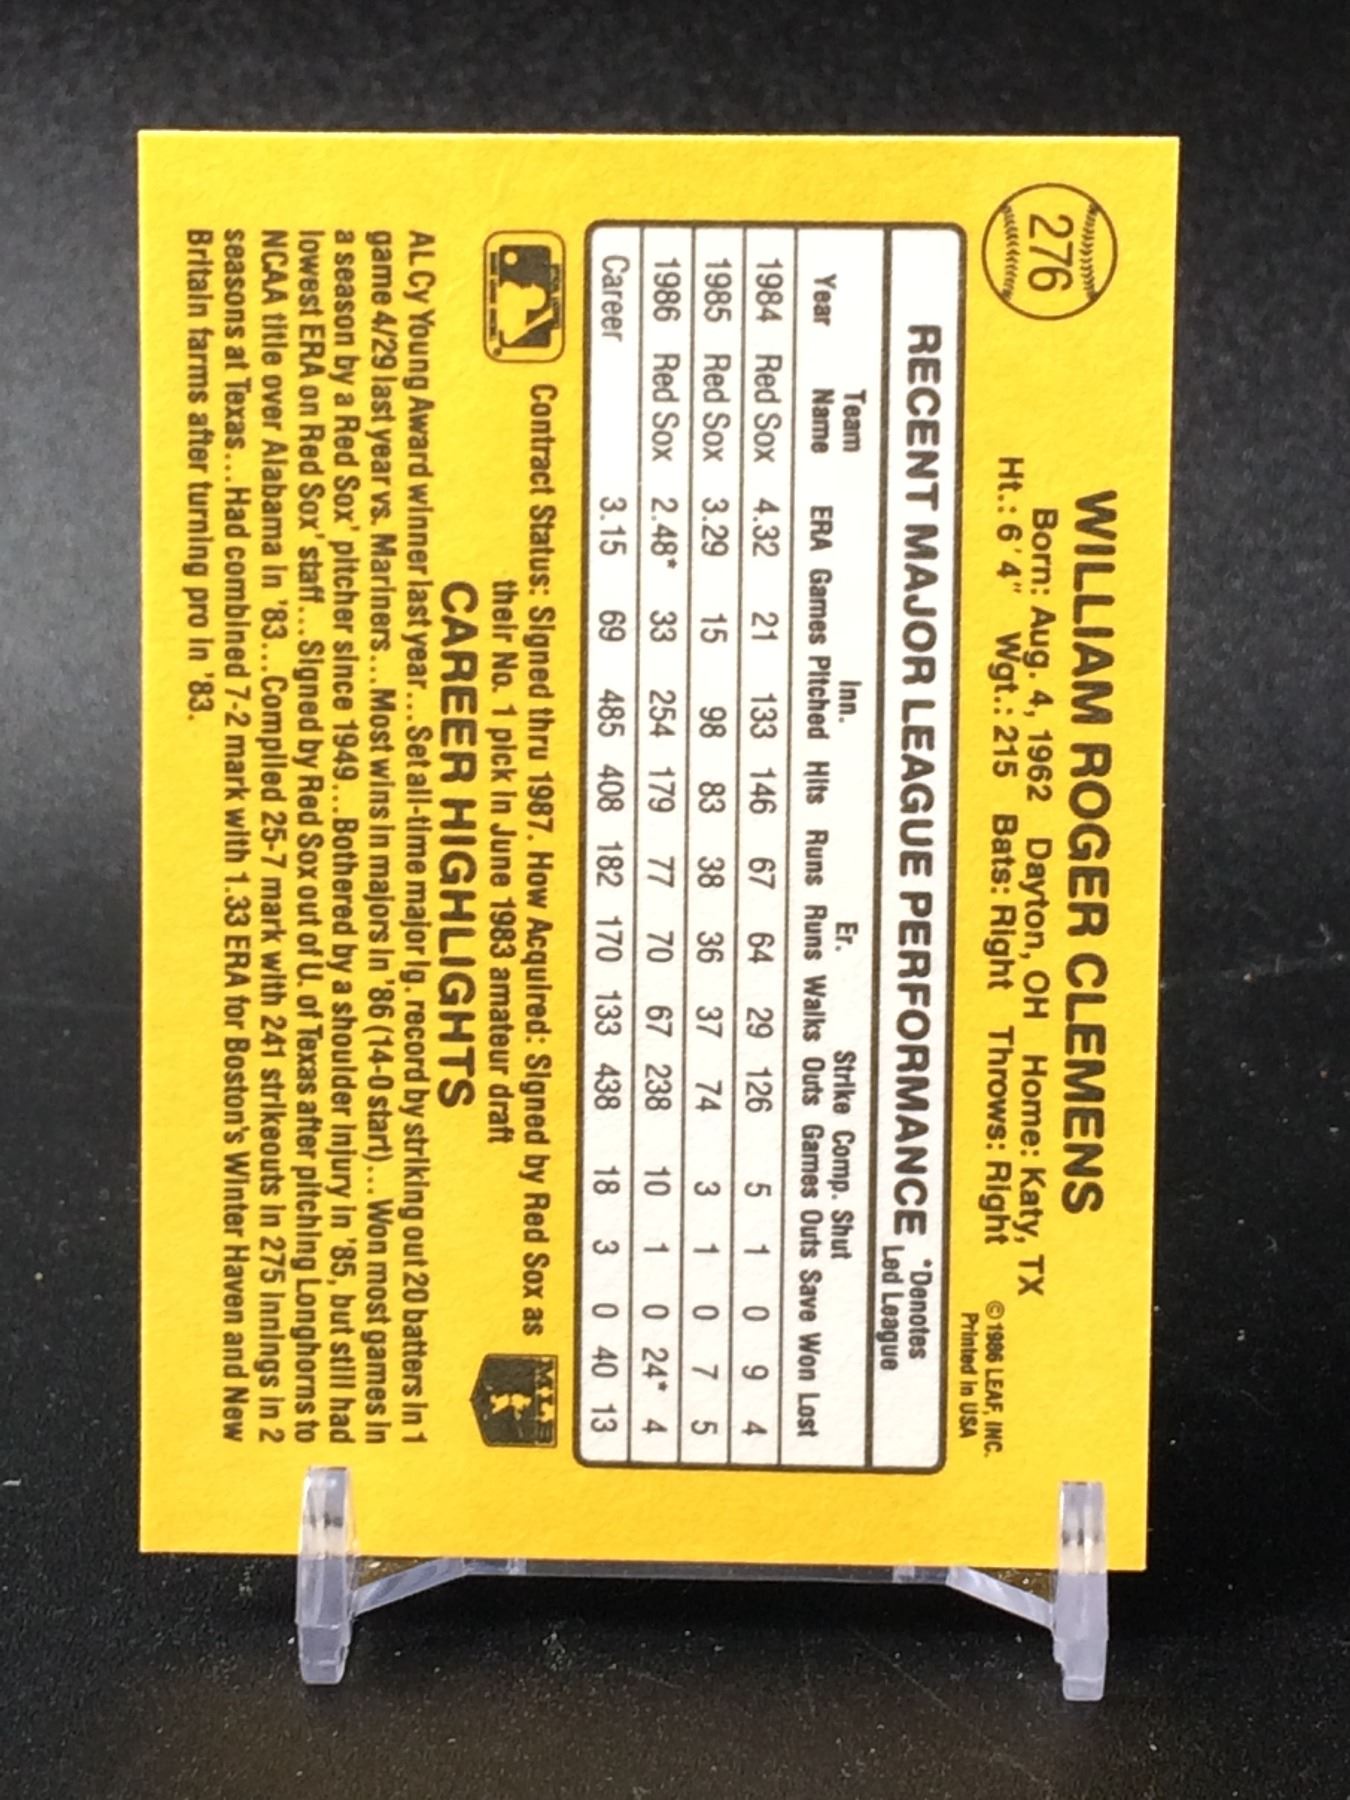 276
WILLIAM ROGER CLEMENS
Born: Aug. 4, 1962 Dayton, OH Home: Katy, TX
Ht.: 6'4" Wgt.: 215 Bats: Right Throws: Right
© 1986 LEAF, INC.
Printed in USA
RECENT MAJOR LEAGUE PERFORMANCE *Denotes
Led League
Team Inn. Er. Strike Comp. Shut
Year Name ERA Games Pitched Hits Runs Runs Walks Outs Games Outs Save Won Lost
1984 Red Sox 4.32 21 133 146 67 64 29 126 5 1 0 9 4
1985 Red Sox 3.29 15 98 83 38 36 37 74 3 1 0 7 5
1986 Red Sox 2.48* 33 254 179 77 70 67 238 10 1 0 24* 4
Career 3.15 69 485 408 182 170 133 438 18 3 0 40 13
Contract Status: Signed thru 1987. How Acquired: Signed by Red Sox as
their No. 1 pick in June 1983 amateur draft
CAREER HIGHLIGHTS
AL Cy Young Award winner last year...Set all-time major lg. record by striking out 20 batters in 1
game 4/29 last year vs. Mariners...Most wins in majors in '86 (14-0 start)...Won most games in
a season by a Red Sox' pitcher since 1949...Bothered by a shoulder injury in '85, but still had
lowest ERA on Red Sox' staff...Signed by Red Sox out of U. of Texas after pitching Longhorns to
NCAA title over Alabama in '83...Compiled 25-7 mark with 241 strikeouts in 275 innings in 2
seasons at Texas...Had combined 7-2 mark with 1.33 ERA for Boston's Winter Haven and New
Britain farms after turning pro in '83.